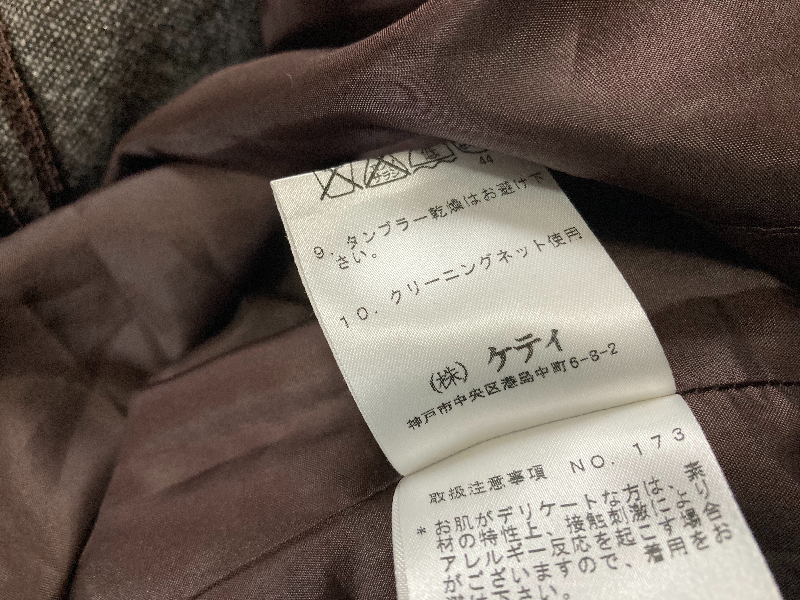 44
9. タンブラー乾燥はお避け下
さい。
10. クリーニングネット使用
(株) ケティ
神戸市中央区港島中町6-8-2
取扱注意事項 NO. 173
*お肌がデリケートな方は、素
材の特性上、接触刺激により
アレルギー反応を起こす場合
がございますので、着用をお